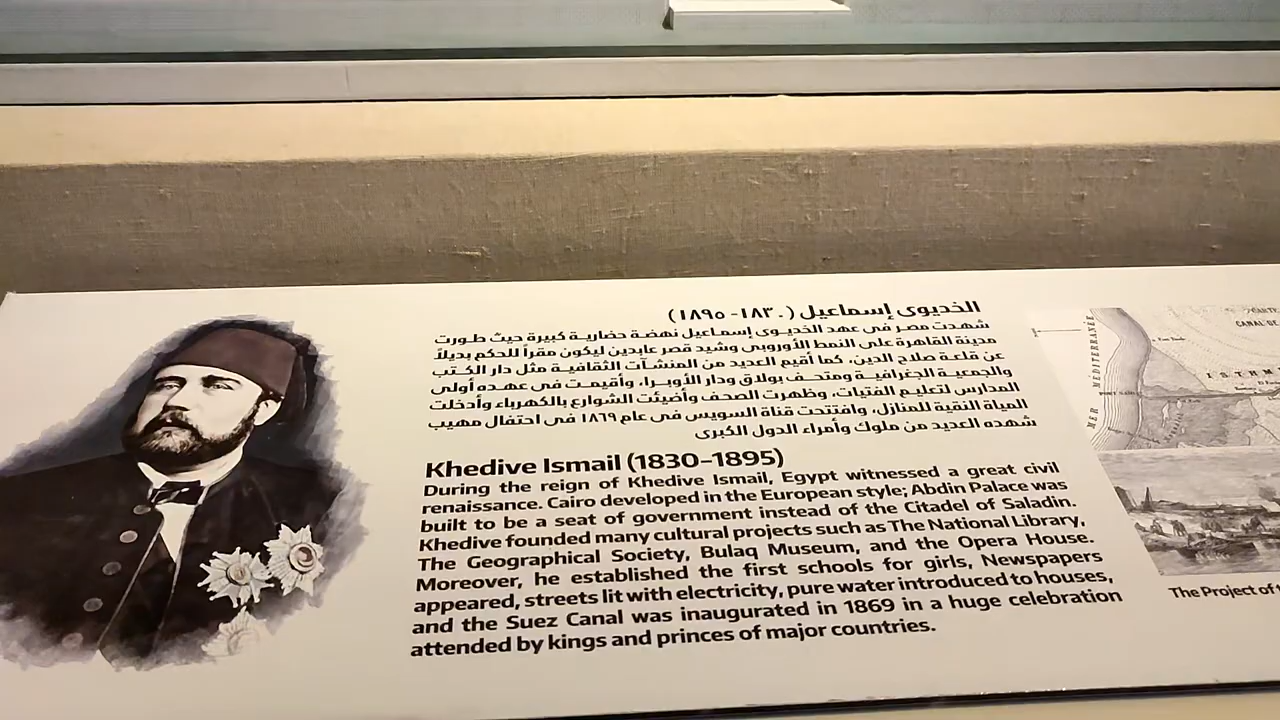 الخديوى إسماعيل (١٨٣٠- ١٨٩٥)
شهدت مصر فى عهد الخديوى إسماعيل نهضة حضارية كبيرة حيث طورت
مدينة القاهرة على النمط الأوروبى وشيد قصر عابدين ليكون مقراً للحكم بديلاً
عن قلعة صلاح الدين، كما أقيم العديد من المنشآت الثقافية مثل دار الكتب
والجمعية الجغرافية ومتحف بولاق ودار الأوبرا، وأقيمت فى عهده أولى
المدارس لتعليم الفتيات، وظهرت الصحف وأضيئت الشوارع بالكهرباء وأدخلت
المياة النقية للمنازل، وافتتحت قناة السويس فى عام ١٨٦٩ فى احتفال مهيب
شهده العديد من ملوك وأمراء الدول الكبرى
Khedive Ismail (1830-1895)
During the reign of Khedive Ismail, Egypt witnessed a great civil
renaissance. Cairo developed in the European style; Abdin Palace was
built to be a seat of government instead of the Citadel of Saladin.
Khedive founded many cultural projects such as The National Library,
The Geographical Society, Bulaq Museum, and the Opera House.
Moreover, he established the first schools for girls, Newspapers
appeared, streets lit with electricity, pure water introduced to houses,
and the Suez Canal was inaugurated in 1869 in a huge celebration
attended by kings and princes of major countries.
MER MÉDITERRANÉE
CANAL DE
ISTHM
PORT SAÏD
The Project of